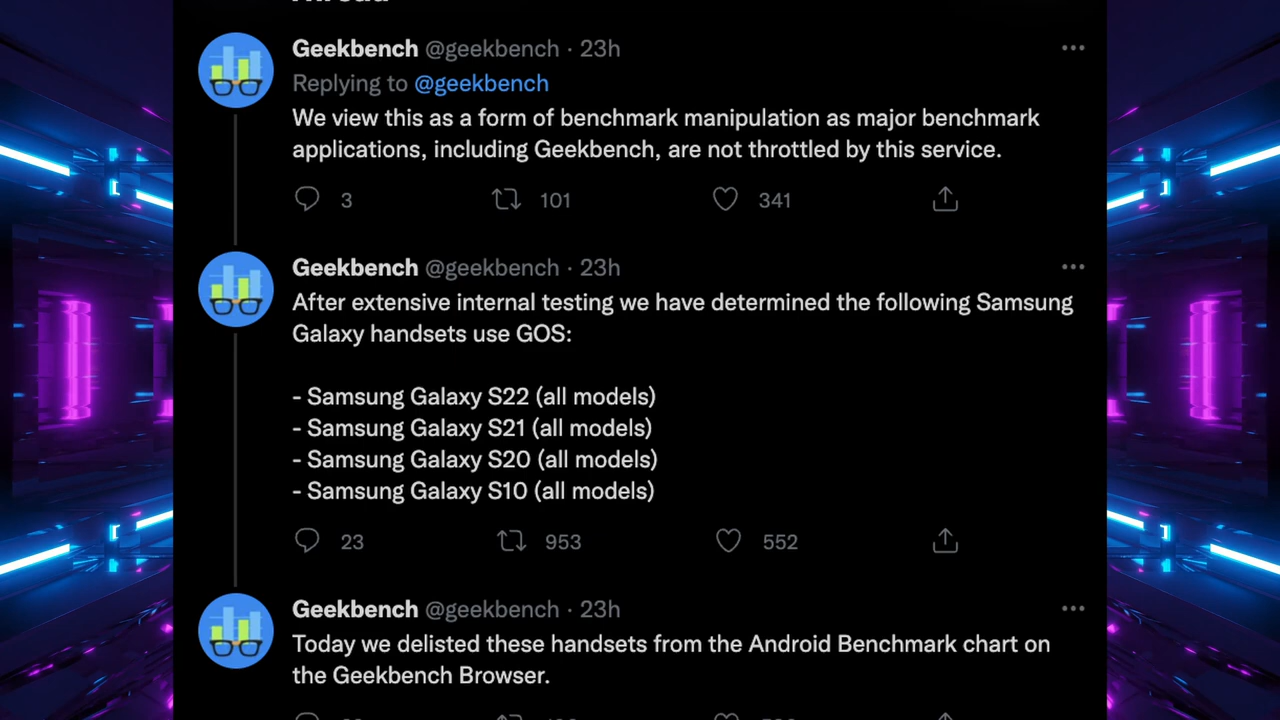 Geekbench @geekbench · 23h
Replying to @geekbench
We view this as a form of benchmark manipulation as major benchmark
applications, including Geekbench, are not throttled by this service.
3 101 341
Geekbench @geekbench · 23h
After extensive internal testing we have determined the following Samsung
Galaxy handsets use GOS:
- Samsung Galaxy S22 (all models)
- Samsung Galaxy S21 (all models)
- Samsung Galaxy S20 (all models)
- Samsung Galaxy S10 (all models)
23 953 552
Geekbench @geekbench · 23h
Today we delisted these handsets from the Android Benchmark chart on
the Geekbench Browser.